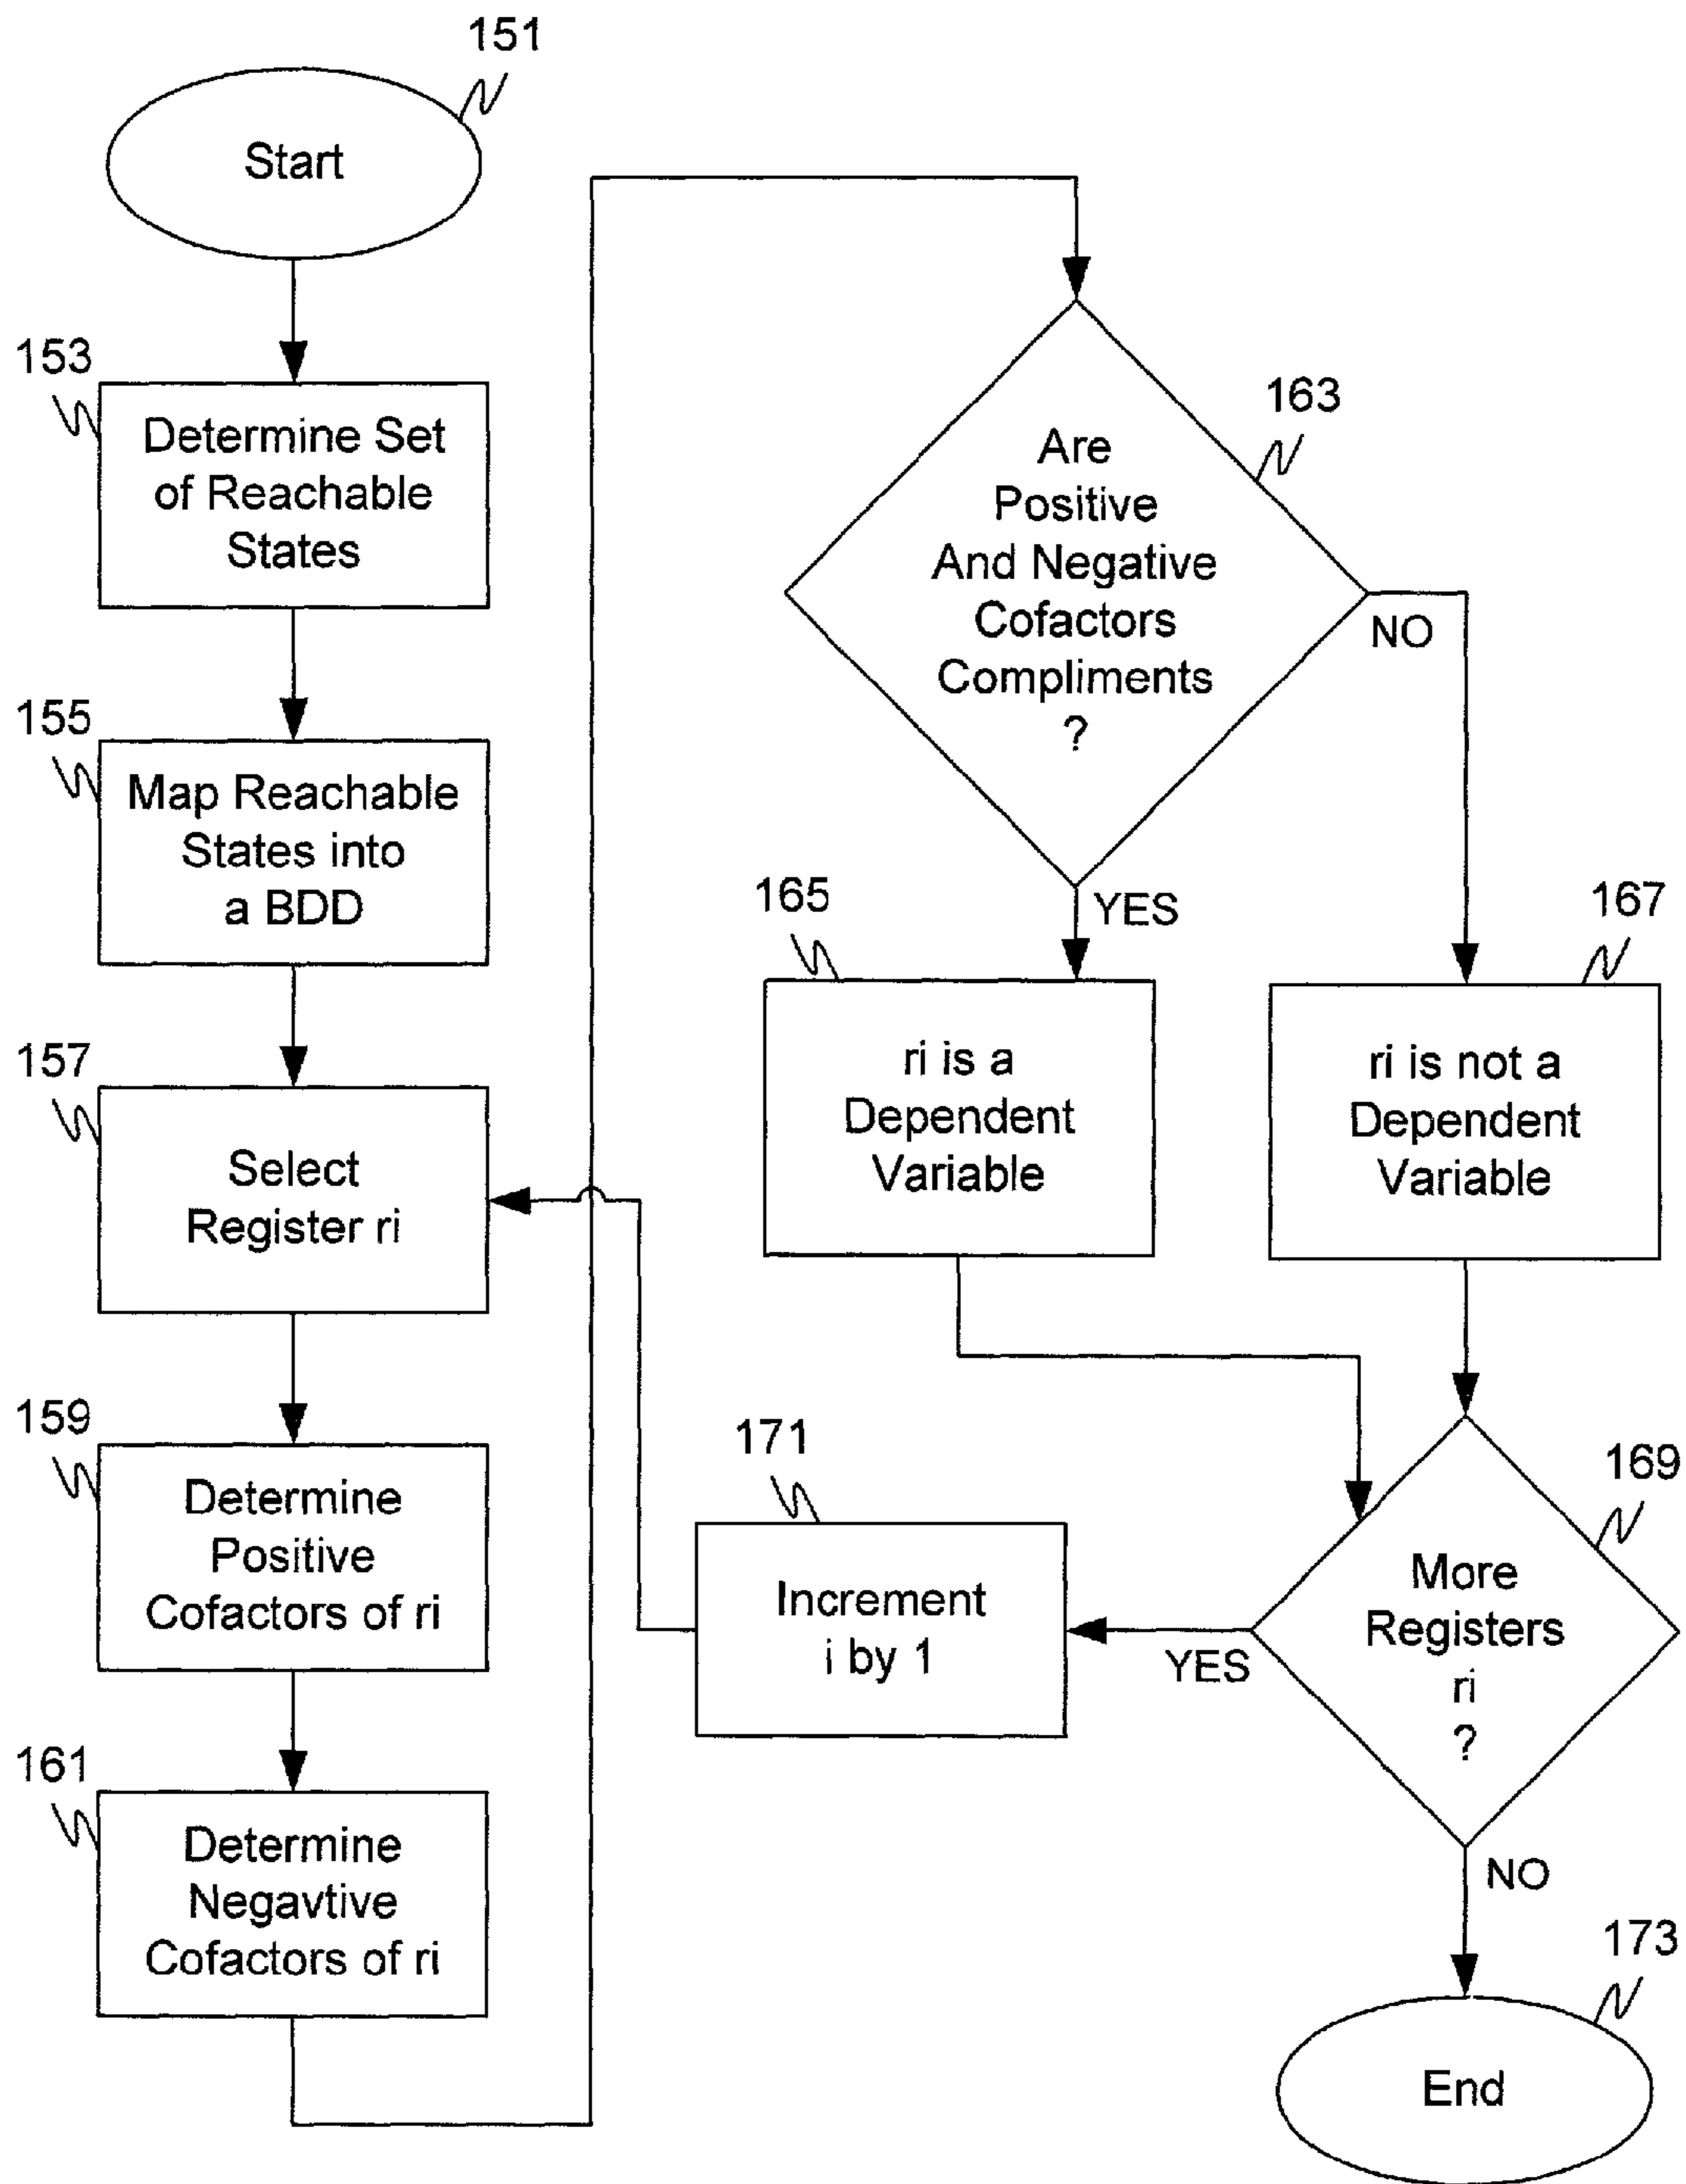 151
Start
153
Determine Set
of Reachable
States
155
Map Reachable
States into
a BDD
157
Select
Register ri
159
Determine
Positive
Cofactors of ri
161
Determine
Negavtive
Cofactors of ri
163
Are
Positive
And Negative
Cofactors
Compliments
?
NO
YES
165
ri is a
Dependent
Variable
167
ri is not a
Dependent
Variable
169
More
Registers
ri
?
YES
171
Increment
i by 1
NO
173
End